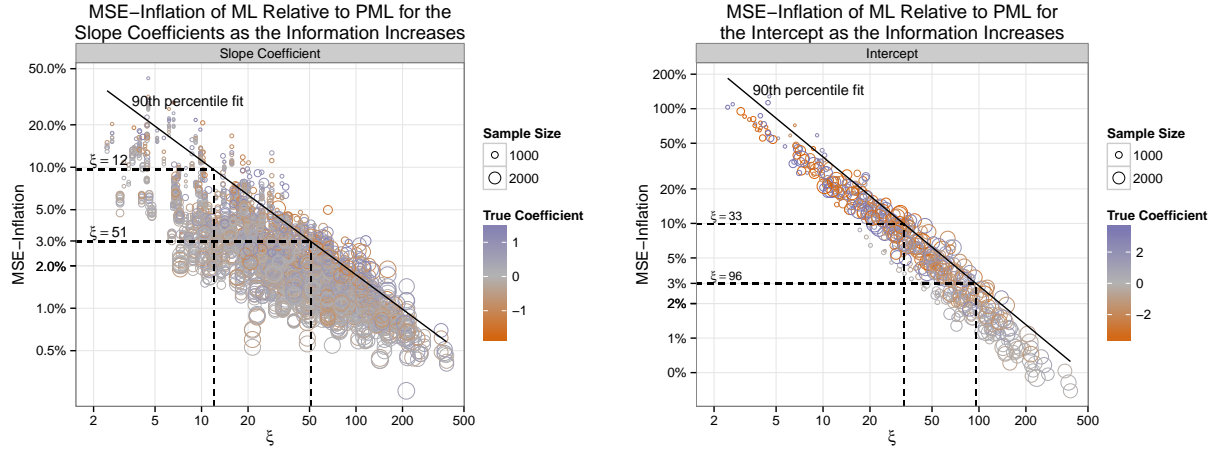 MSE−Inflation of ML Relative to PML for the
Slope Coefficients as the Information Increases
Slope Coefficient
50.0%
20.0%
10.0%
5.0%
3.0%
2.0%
1.0%
0.5%
MSE−Inflation
90th percentile fit
ξ = 12
ξ = 51
2 5 10 20 50 100 200 500
ξ
Sample Size
1000
2000
True Coefficient
1
0
−1
MSE−Inflation of ML Relative to PML for
the Intercept as the Information Increases
Intercept
200%
100%
50%
20%
10%
5%
3%
2%
1%
0%
MSE−Inflation
90th percentile fit
ξ = 33
ξ = 96
2 5 10 20 50 100 200 500
ξ
Sample Size
1000
2000
True Coefficient
2
0
−2